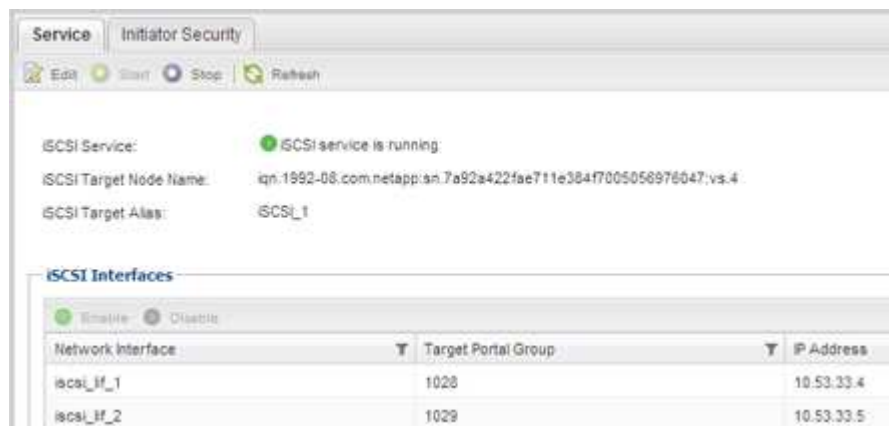 Service Initiator Security
Edit Start Stop Refresh
iSCSI Service: iSCSI service is running
iSCSI Target Node Name: iqn.1992-08.com.netapp:sn.7a92a422fae711e384f7005056976047:vs.4
iSCSI Target Alias: iSCSI_1
iSCSI Interfaces
Enable Disable
Network Interface Target Portal Group IP Address
iscsi_lif_1 1028 10.53.33.4
iscsi_lif_2 1029 10.53.33.5